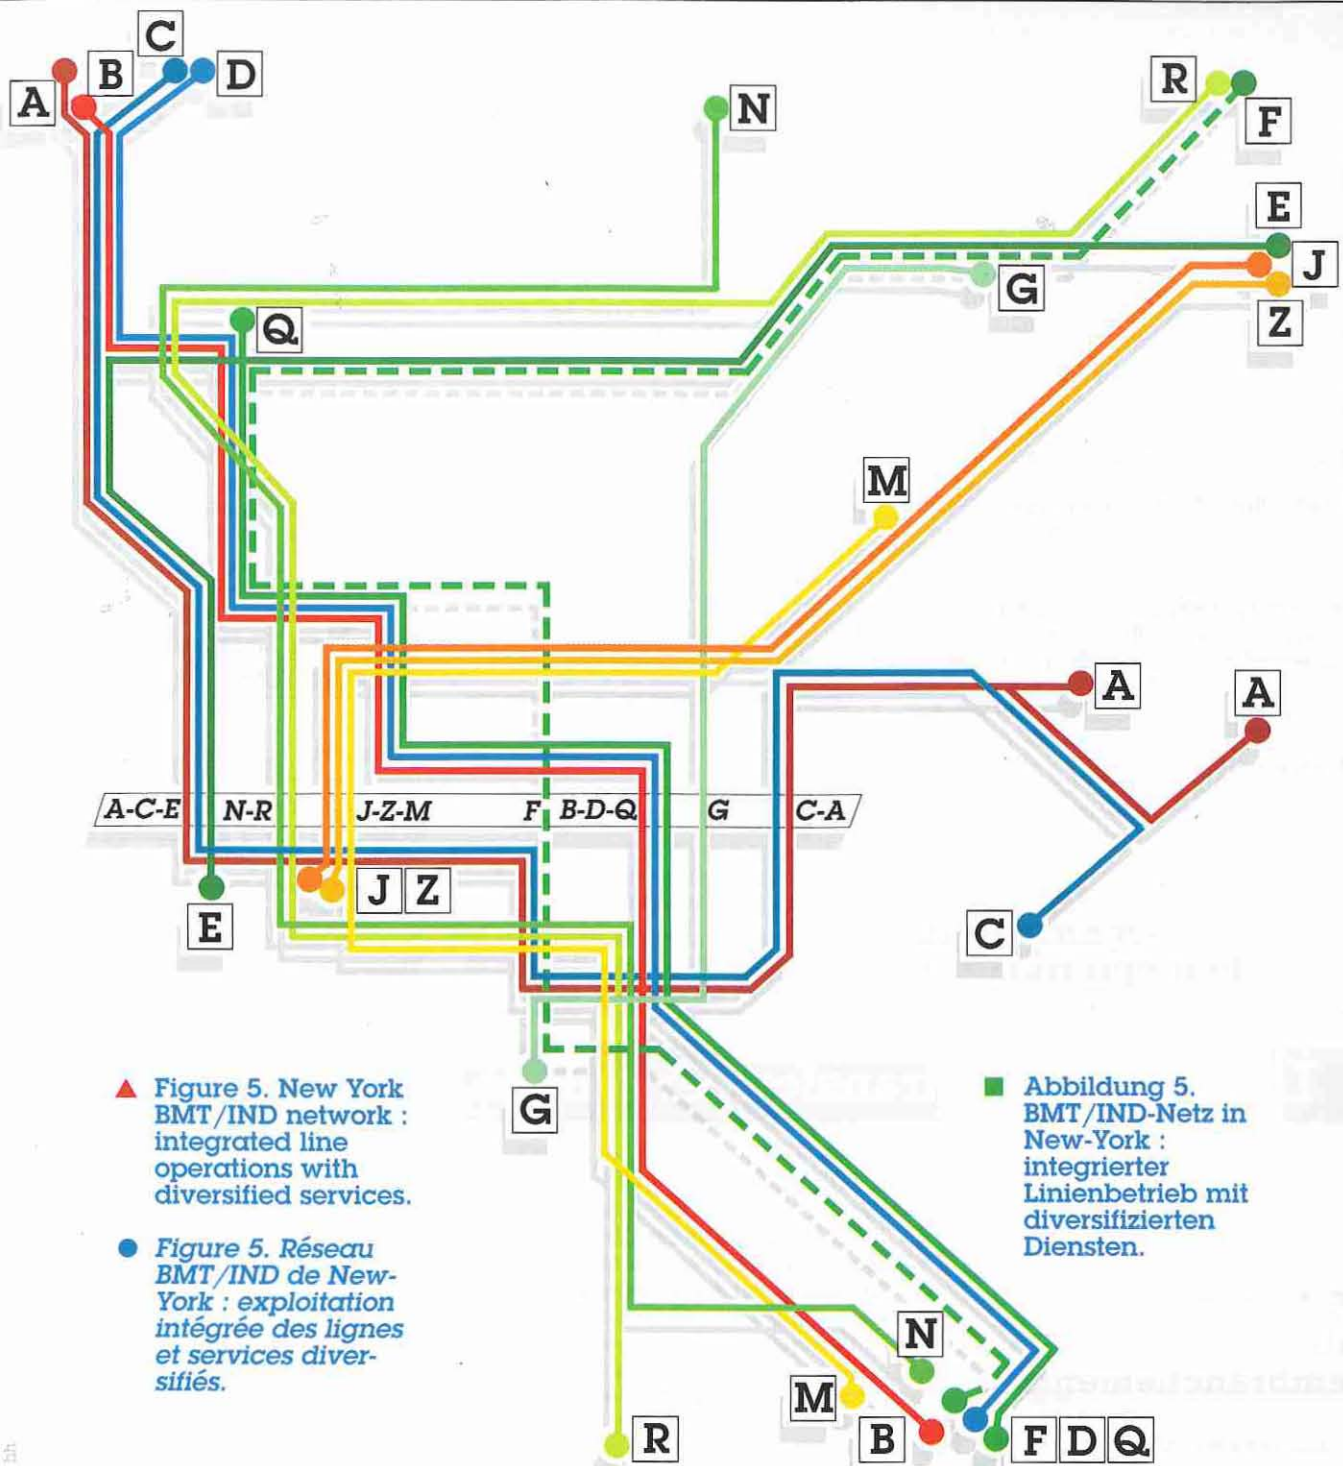 C
A
B
D
N
R
F
E
J
G
Z
Q
M
A
A
A-C-E N-R J-Z-M F B-D-Q G C-A
J Z
E
C
G
Figure 5. New York
BMT/IND network :
integrated line
operations with
diversified services.
Figure 5. Réseau
BMT/IND de New-
York : exploitation
intégrée des lignes
et services diver-
sifiés.
Abbildung 5.
BMT/IND-Netz in
New-York :
integrierter
Linienbetrieb mit
diversifizierten
Diensten.
N
M
B
R
F D Q